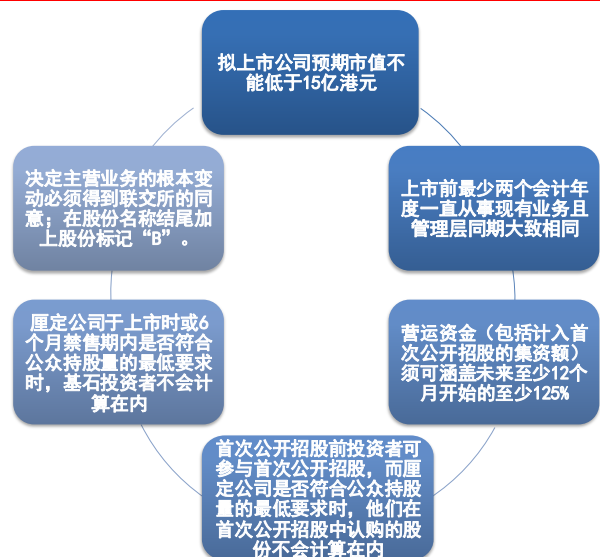 拟上市公司预期市值不
能低于15亿港元
上市前最少两个会计年
度一直从事现有业务且
管理层同期大致相同
营运资金（包括计入首
次公开招股的集资额）
须可涵盖未来至少12个
月开始的至少125%
首次公开招股前投资者可
参与首次公开招股，而厘
定公司是否符合公众持股
量的最低要求时，他们在
首次公开招股中认购的股
份不会计算在内
厘定公司于上市时或6
个月禁售期内是否符合
公众持股量的最低要求
时，基石投资者不会计
算在内
决定主营业务的根本变
动必须得到联交所的同
意；在股份名称结尾加
上股份标记“B”。